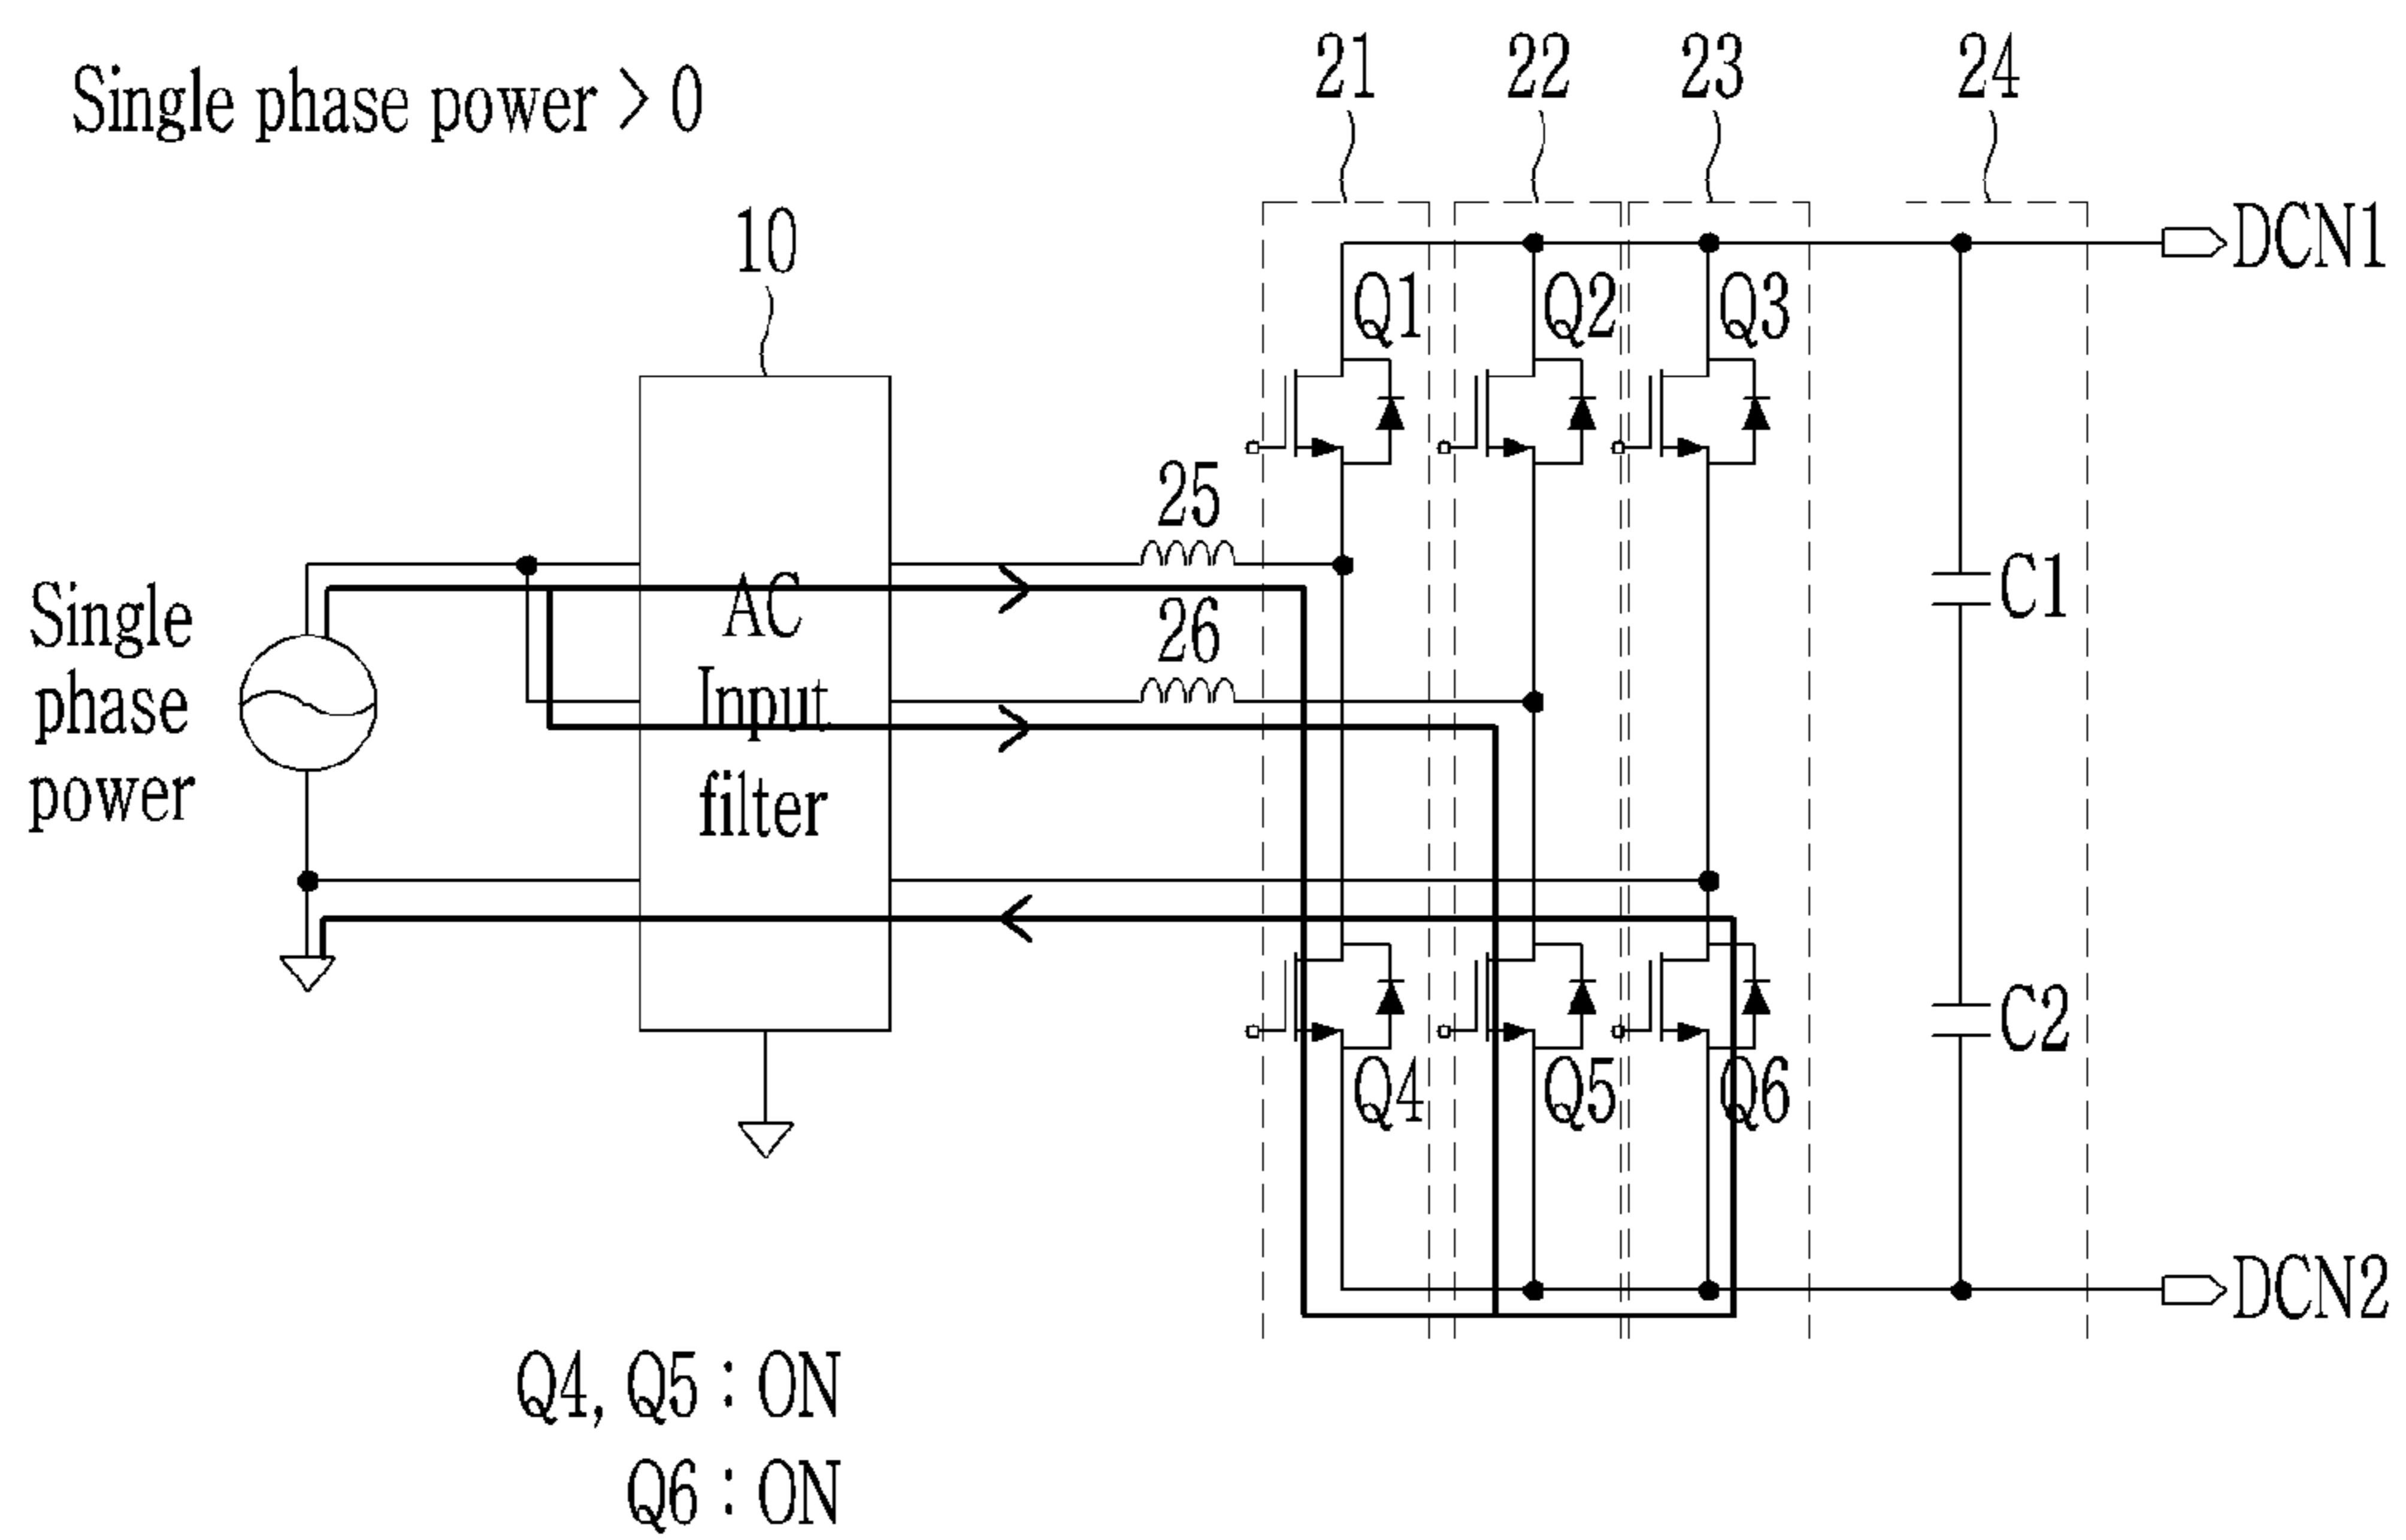 Single phase power > 0
21
22
23
24
10
DCN1
Q1
Q2
Q3
25
26
Single
phase
power
AC
Input
filter
C1
C2
Q4
Q5
Q6
DCN2
Q4, Q5 : ON
Q6 : ON